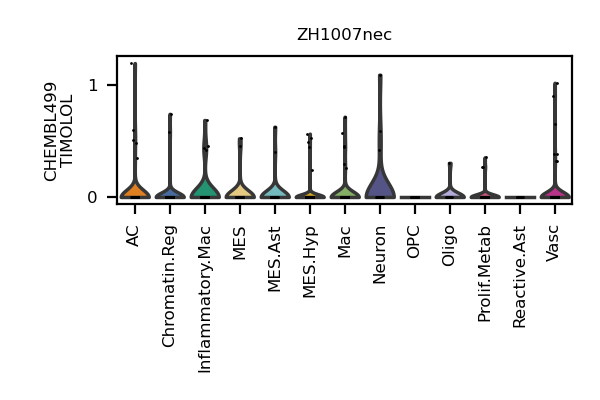 ZH1007nec
CHEMBL499
TIMOLOL
1
0
AC
Chromatin.Reg
Inflammatory.Mac
MES
MES.Ast
MES.Hyp
Mac
Neuron
OPC
Oligo
Prolif.Metab
Reactive.Ast
Vasc